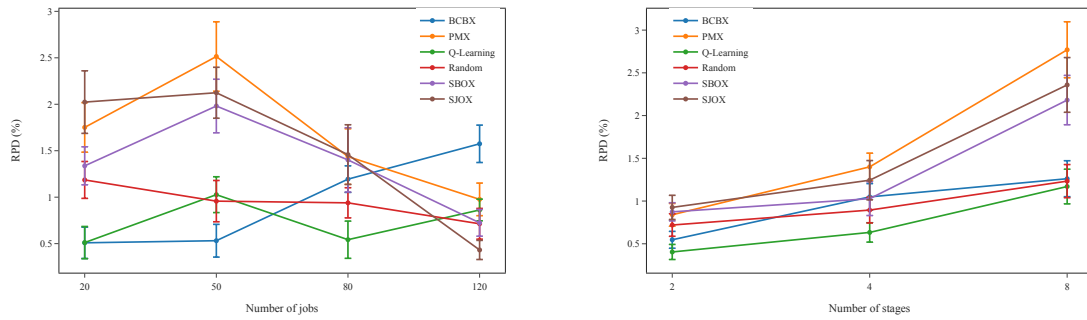 3
2.5
2
1.5
1
0.5
RPD (%)
20
50
80
120
Number of jobs
BCBX
PMX
Q-Learning
Random
SBOX
SJOX
3
2.5
2
1.5
1
0.5
RPD (%)
2
4
8
Number of stages
BCBX
PMX
Q-Learning
Random
SBOX
SJOX